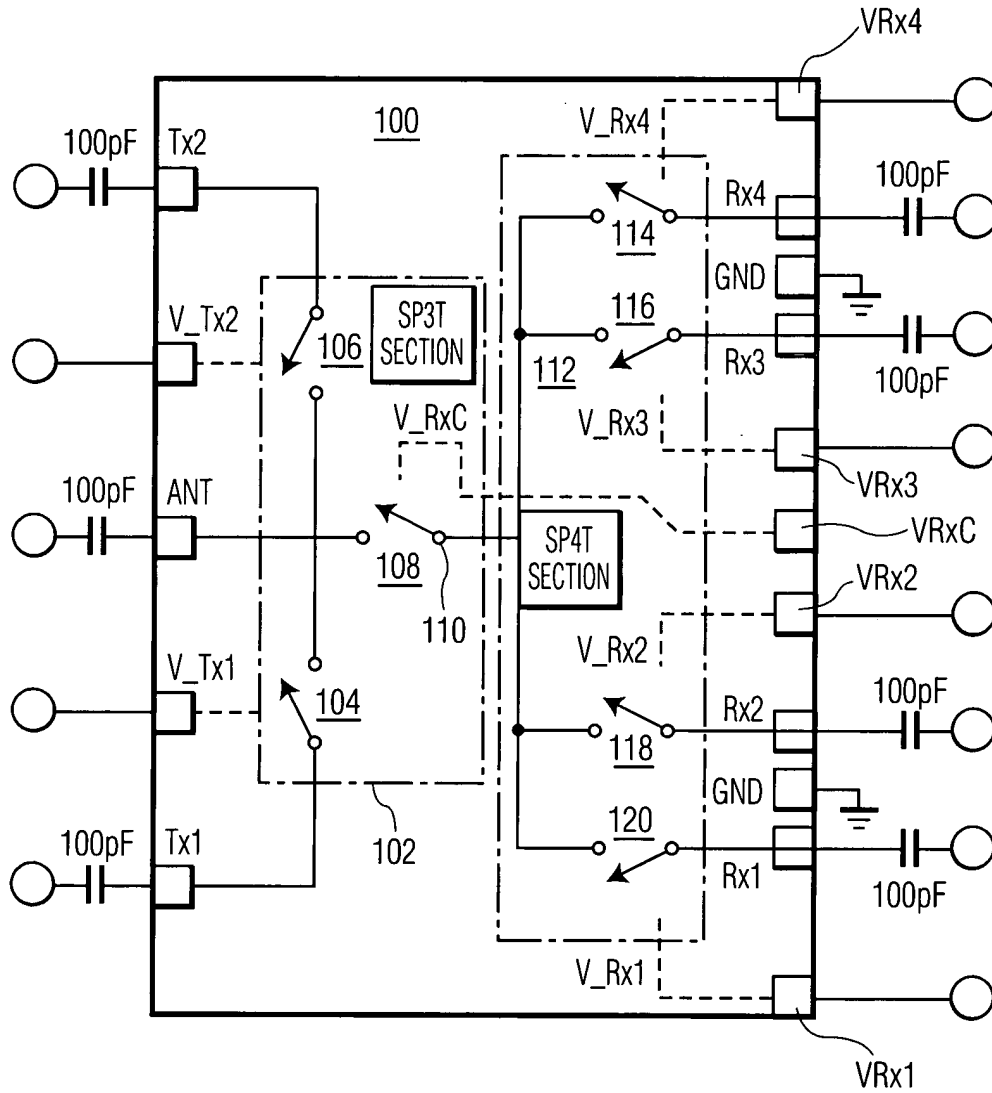 VRx4
100
V_Rx4
100pF
Tx2
Rx4
100pF
114
GND
V_Tx2
SP3T
SECTION
106
116
Rx3
100pF
112
V_RxC
V_Rx3
VRx3
100pF
ANT
VRxC
SP4T
SECTION
108
VRx2
110
V_Rx2
V_Tx1
104
Rx2
100pF
118
GND
102
120
100pF
Tx1
Rx1
100pF
V_Rx1
VRx1